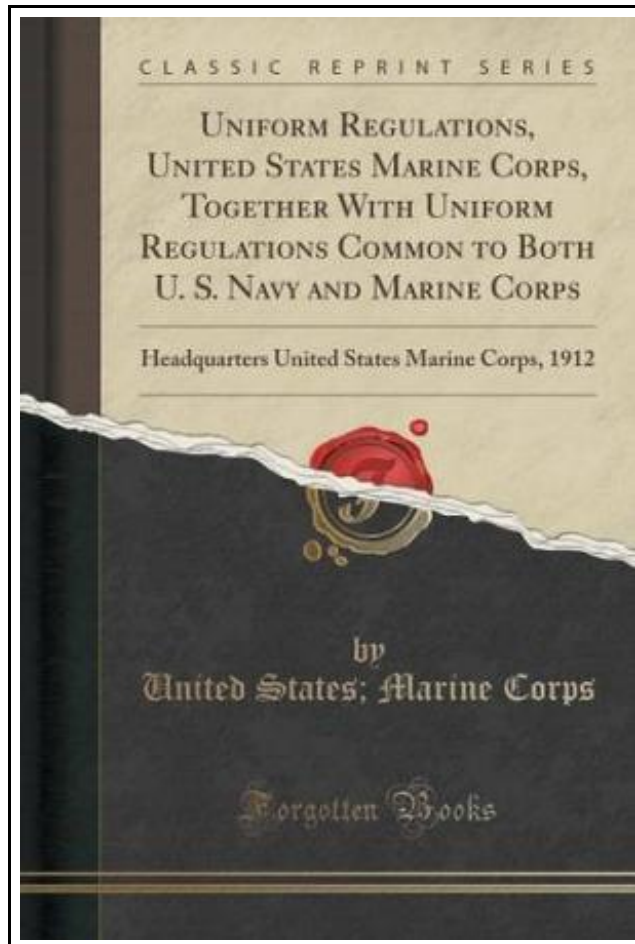 CLASSIC REPRINT SERIES
UNIFORM REGULATIONS,
UNITED STATES MARINE CORPS,
TOGETHER WITH UNIFORM
REGULATIONS COMMON TO BOTH
U. S. NAVY AND MARINE CORPS
Headquarters United States Marine Corps, 1912
by
United States; Marine Corps
Forgotten Books